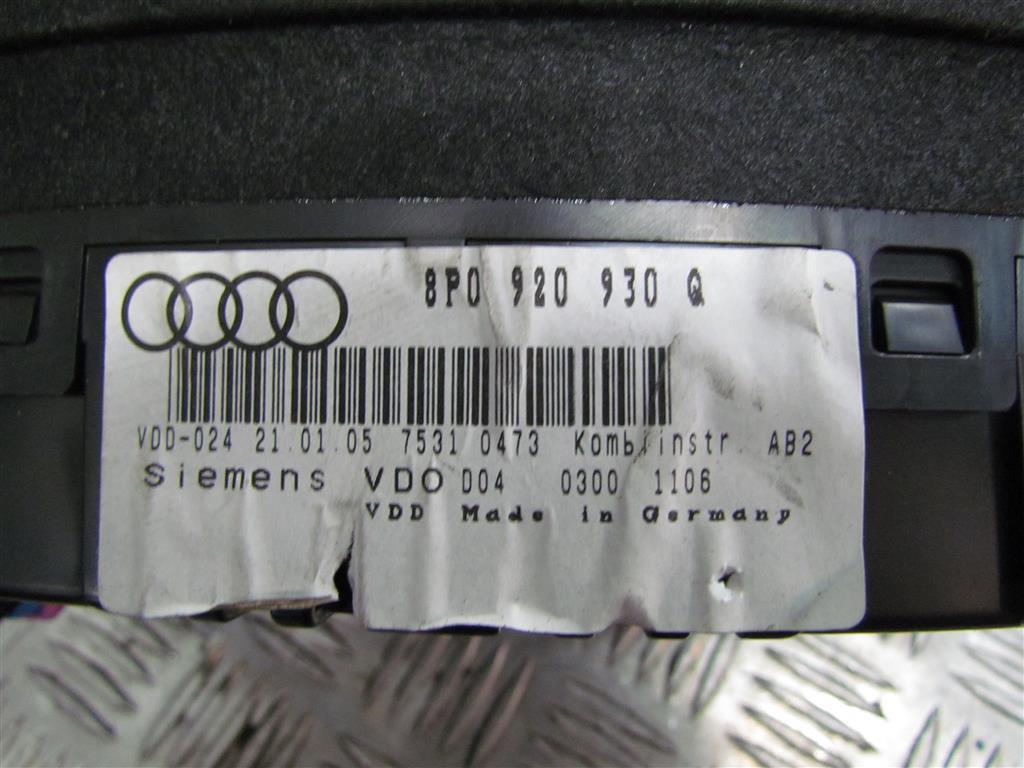 8P0 920 930 Q
VDD-024 21.01.05 7531 0473 Kombiinstr. AB2
Siemens VDO D04 0300 1106
VDD Made in Germany